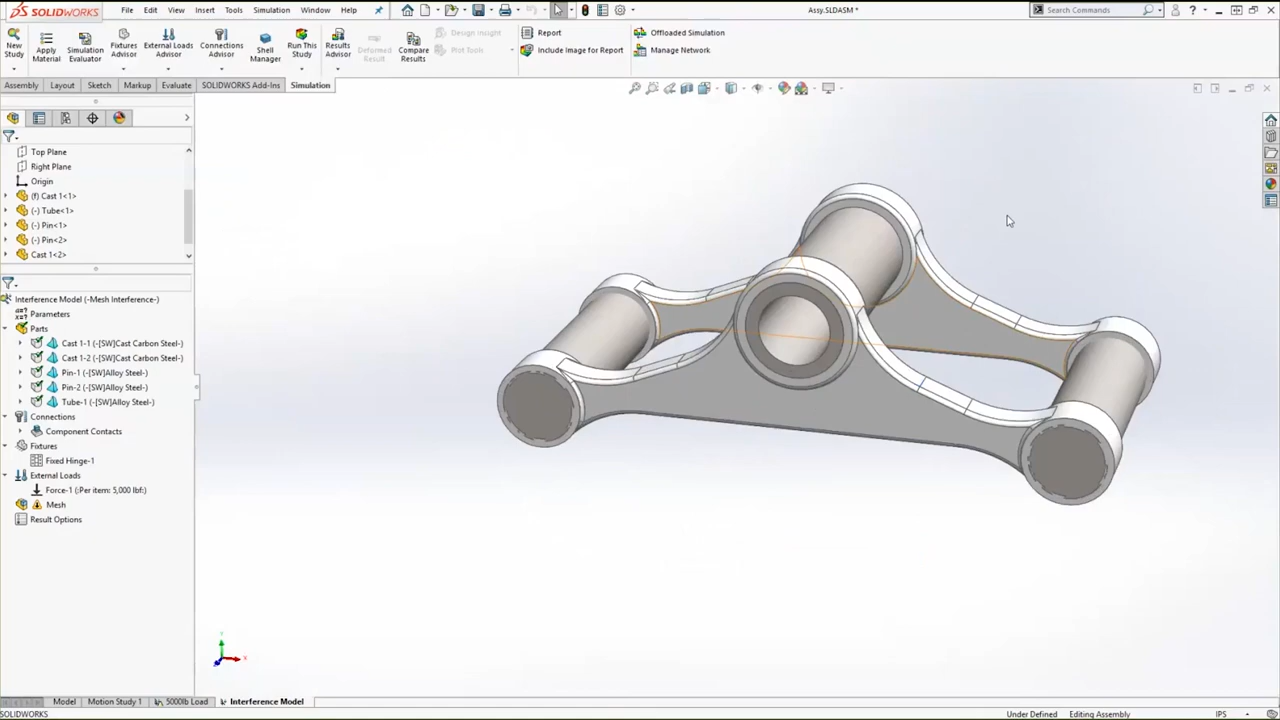 SOLIDWORKS
File Edit View Insert Tools Simulation Window Help
Assy.SLDASM *
Search Commands
New Study
Apply Material
Simulation Evaluator
Fixtures Advisor
External Loads Advisor
Connections Advisor
Shell Manager
Run This Study
Results Advisor
Deformed Result
Compare Results
Design Insight
Plot Tools
Report
Include Image for Report
Offloaded Simulation
Manage Network
Assembly Layout Sketch Markup Evaluate SOLIDWORKS Add-Ins Simulation
Top Plane
Right Plane
Origin
(f) Cast 1<1>
(-) Tube<1>
(-) Pin<1>
(-) Pin<2>
Cast 1<2>
Interference Model (-Mesh Interference-)
Parameters
Parts
Cast 1-1 (-[SW]Cast Carbon Steel-)
Cast 1-2 (-[SW]Cast Carbon Steel-)
Pin-1 (-[SW]Alloy Steel-)
Pin-2 (-[SW]Alloy Steel-)
Tube-1 (-[SW]Alloy Steel-)
Connections
Component Contacts
Fixtures
Fixed Hinge-1
External Loads
Force-1 (:Per item: 5,000 lbf:)
Mesh
Result Options
Y
X
Model Motion Study 1 5000lb Load Interference Model
SOLIDWORKS
Under Defined Editing Assembly IPS